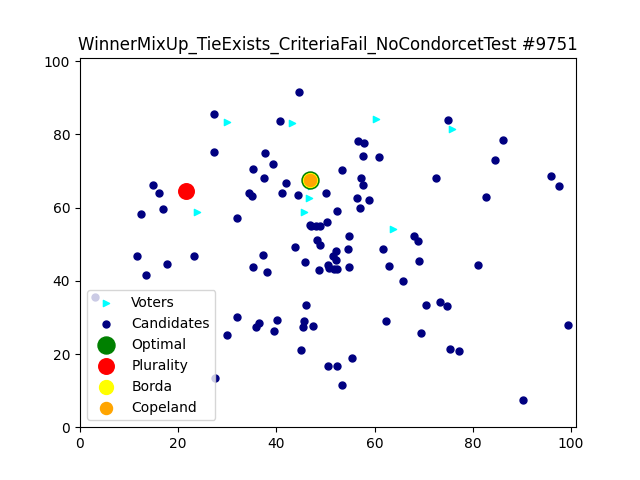 WinnerMixUp_TieExists_CriteriaFail_NoCondorcetTest #9751
100
80
60
40
20
0
Voters
Candidates
Optimal
Plurality
Borda
Copeland
0 20 40 60 80 100